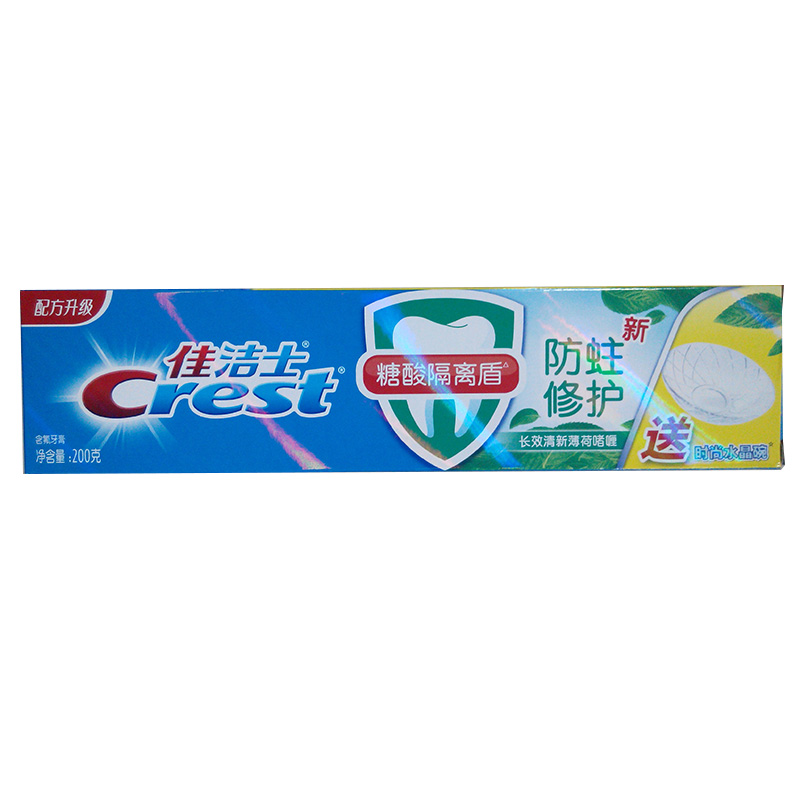 配方升级
佳洁士®
Crest®
含氟牙膏
净含量:200克
糖酸隔离盾△
新
防蛀
修护
长效清新薄荷啫喱
送
时尚水晶碗*